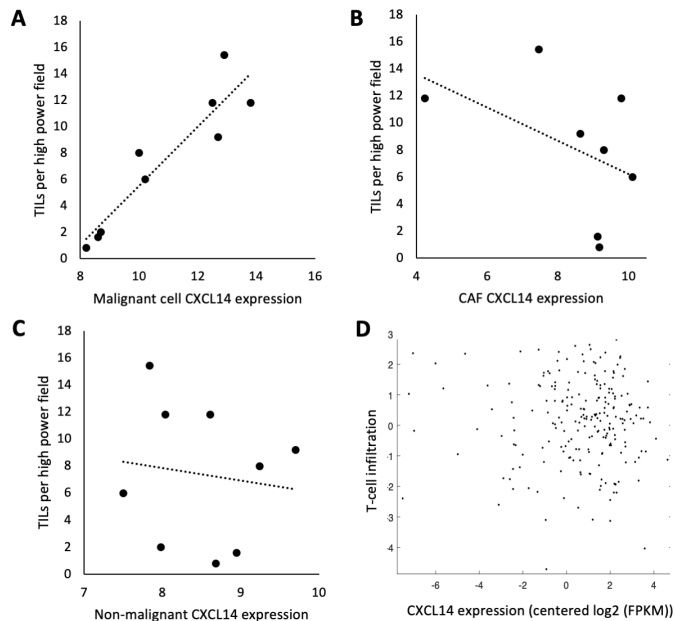 A
TILs per high power field
18
16
14
12
10
8
6
4
2
0
8 10 12 14 16
Malignant cell CXCL14 expression
B
TILs per high power field
18
16
14
12
10
8
6
4
2
0
4 6 8 10
CAF CXCL14 expression
C
TILs per high power field
18
16
14
12
10
8
6
4
2
0
7 8 9 10
Non-malignant CXCL14 expression
D
T-cell infiltration
3
2
1
0
-1
-2
-3
-4
-6 -4 -2 0 2 4
CXCL14 expression (centered log2 (FPKM))